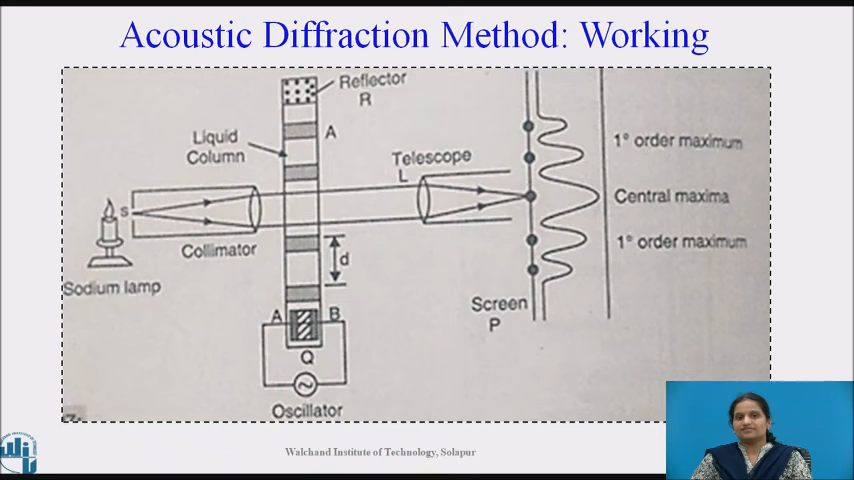 Acoustic Diffraction Method: Working
Reflector
R
A
Liquid
Column
Telescope
L
1° order maximum
S
Central maxima
Collimator
d
1° order maximum
Sodium lamp
Screen
P
A
B
Q
Oscillator
Walchand Institute of Technology, Solapur